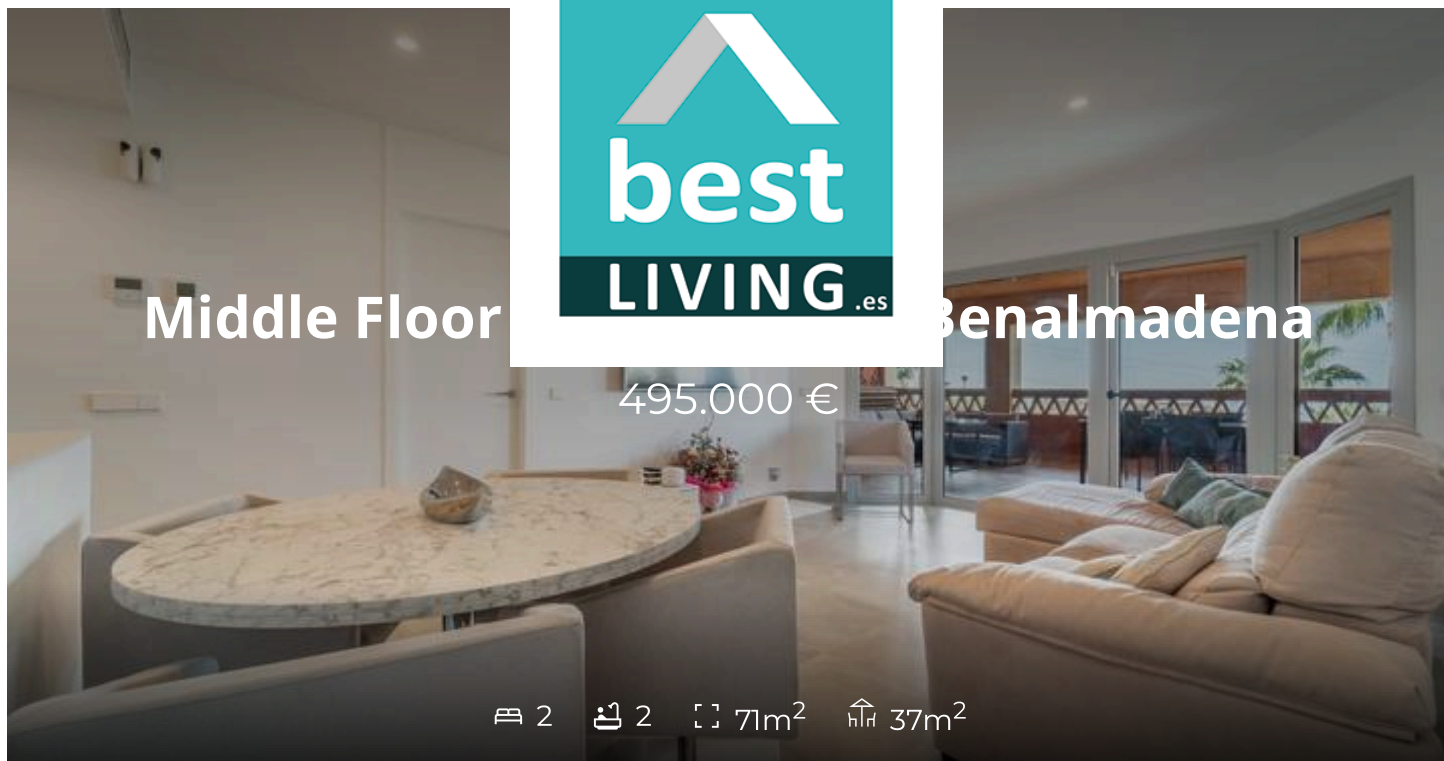 best
LIVING.es
Middle Floor Benalmadena
495.000 €
2 2 71m² 37m²